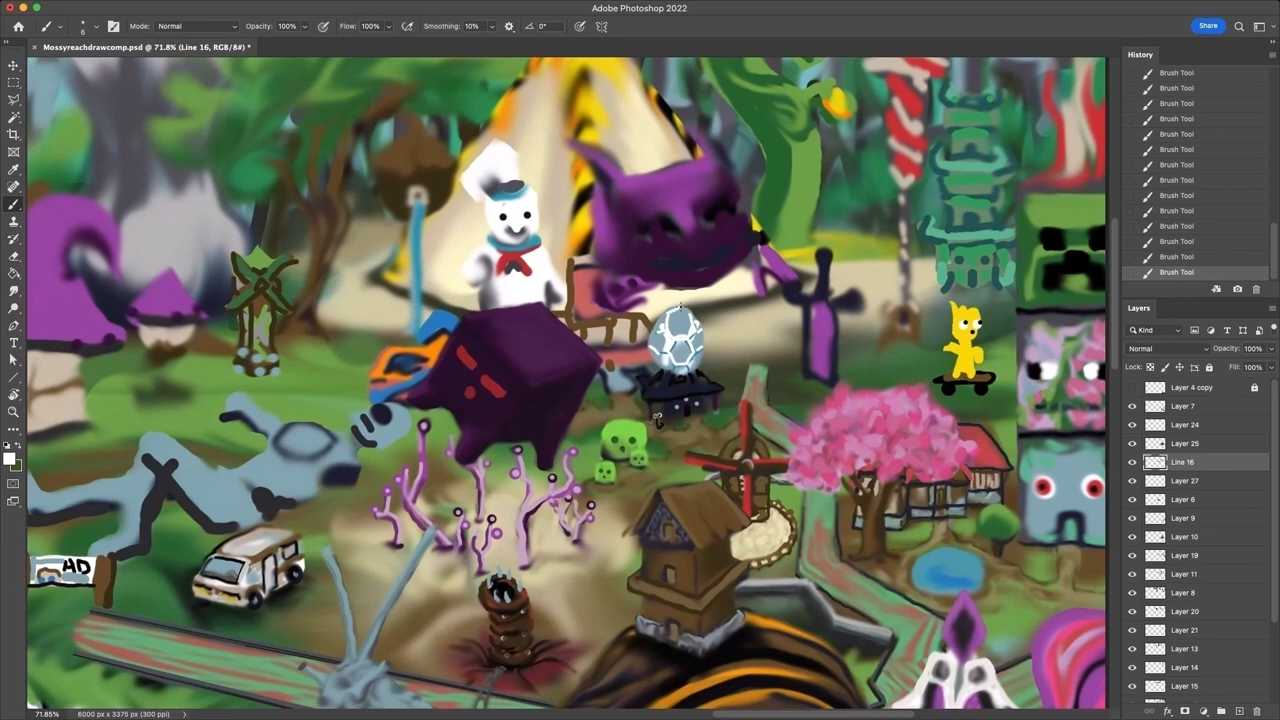 Adobe Photoshop 2022
6
Mode: Normal
Opacity: 100%
Flow: 100%
Smoothing: 10%
0°
Share
Mossyreachdrawcomp.psd @ 71.8% (Line 16, RGB/8#) *
History
Brush Tool
Brush Tool
Brush Tool
Brush Tool
Brush Tool
Brush Tool
Brush Tool
Brush Tool
Brush Tool
Brush Tool
Brush Tool
Brush Tool
Brush Tool
Brush Tool
Layers
Kind
Normal
Opacity: 100%
Lock:
Fill: 100%
Layer 4 copy
Layer 7
Layer 24
Layer 25
Line 16
Layer 27
Layer 6
Layer 9
Layer 10
Layer 19
Layer 11
Layer 8
Layer 20
Layer 21
Layer 13
Layer 14
Layer 15
HD
71.85%
6000 px x 3375 px (300 ppi)